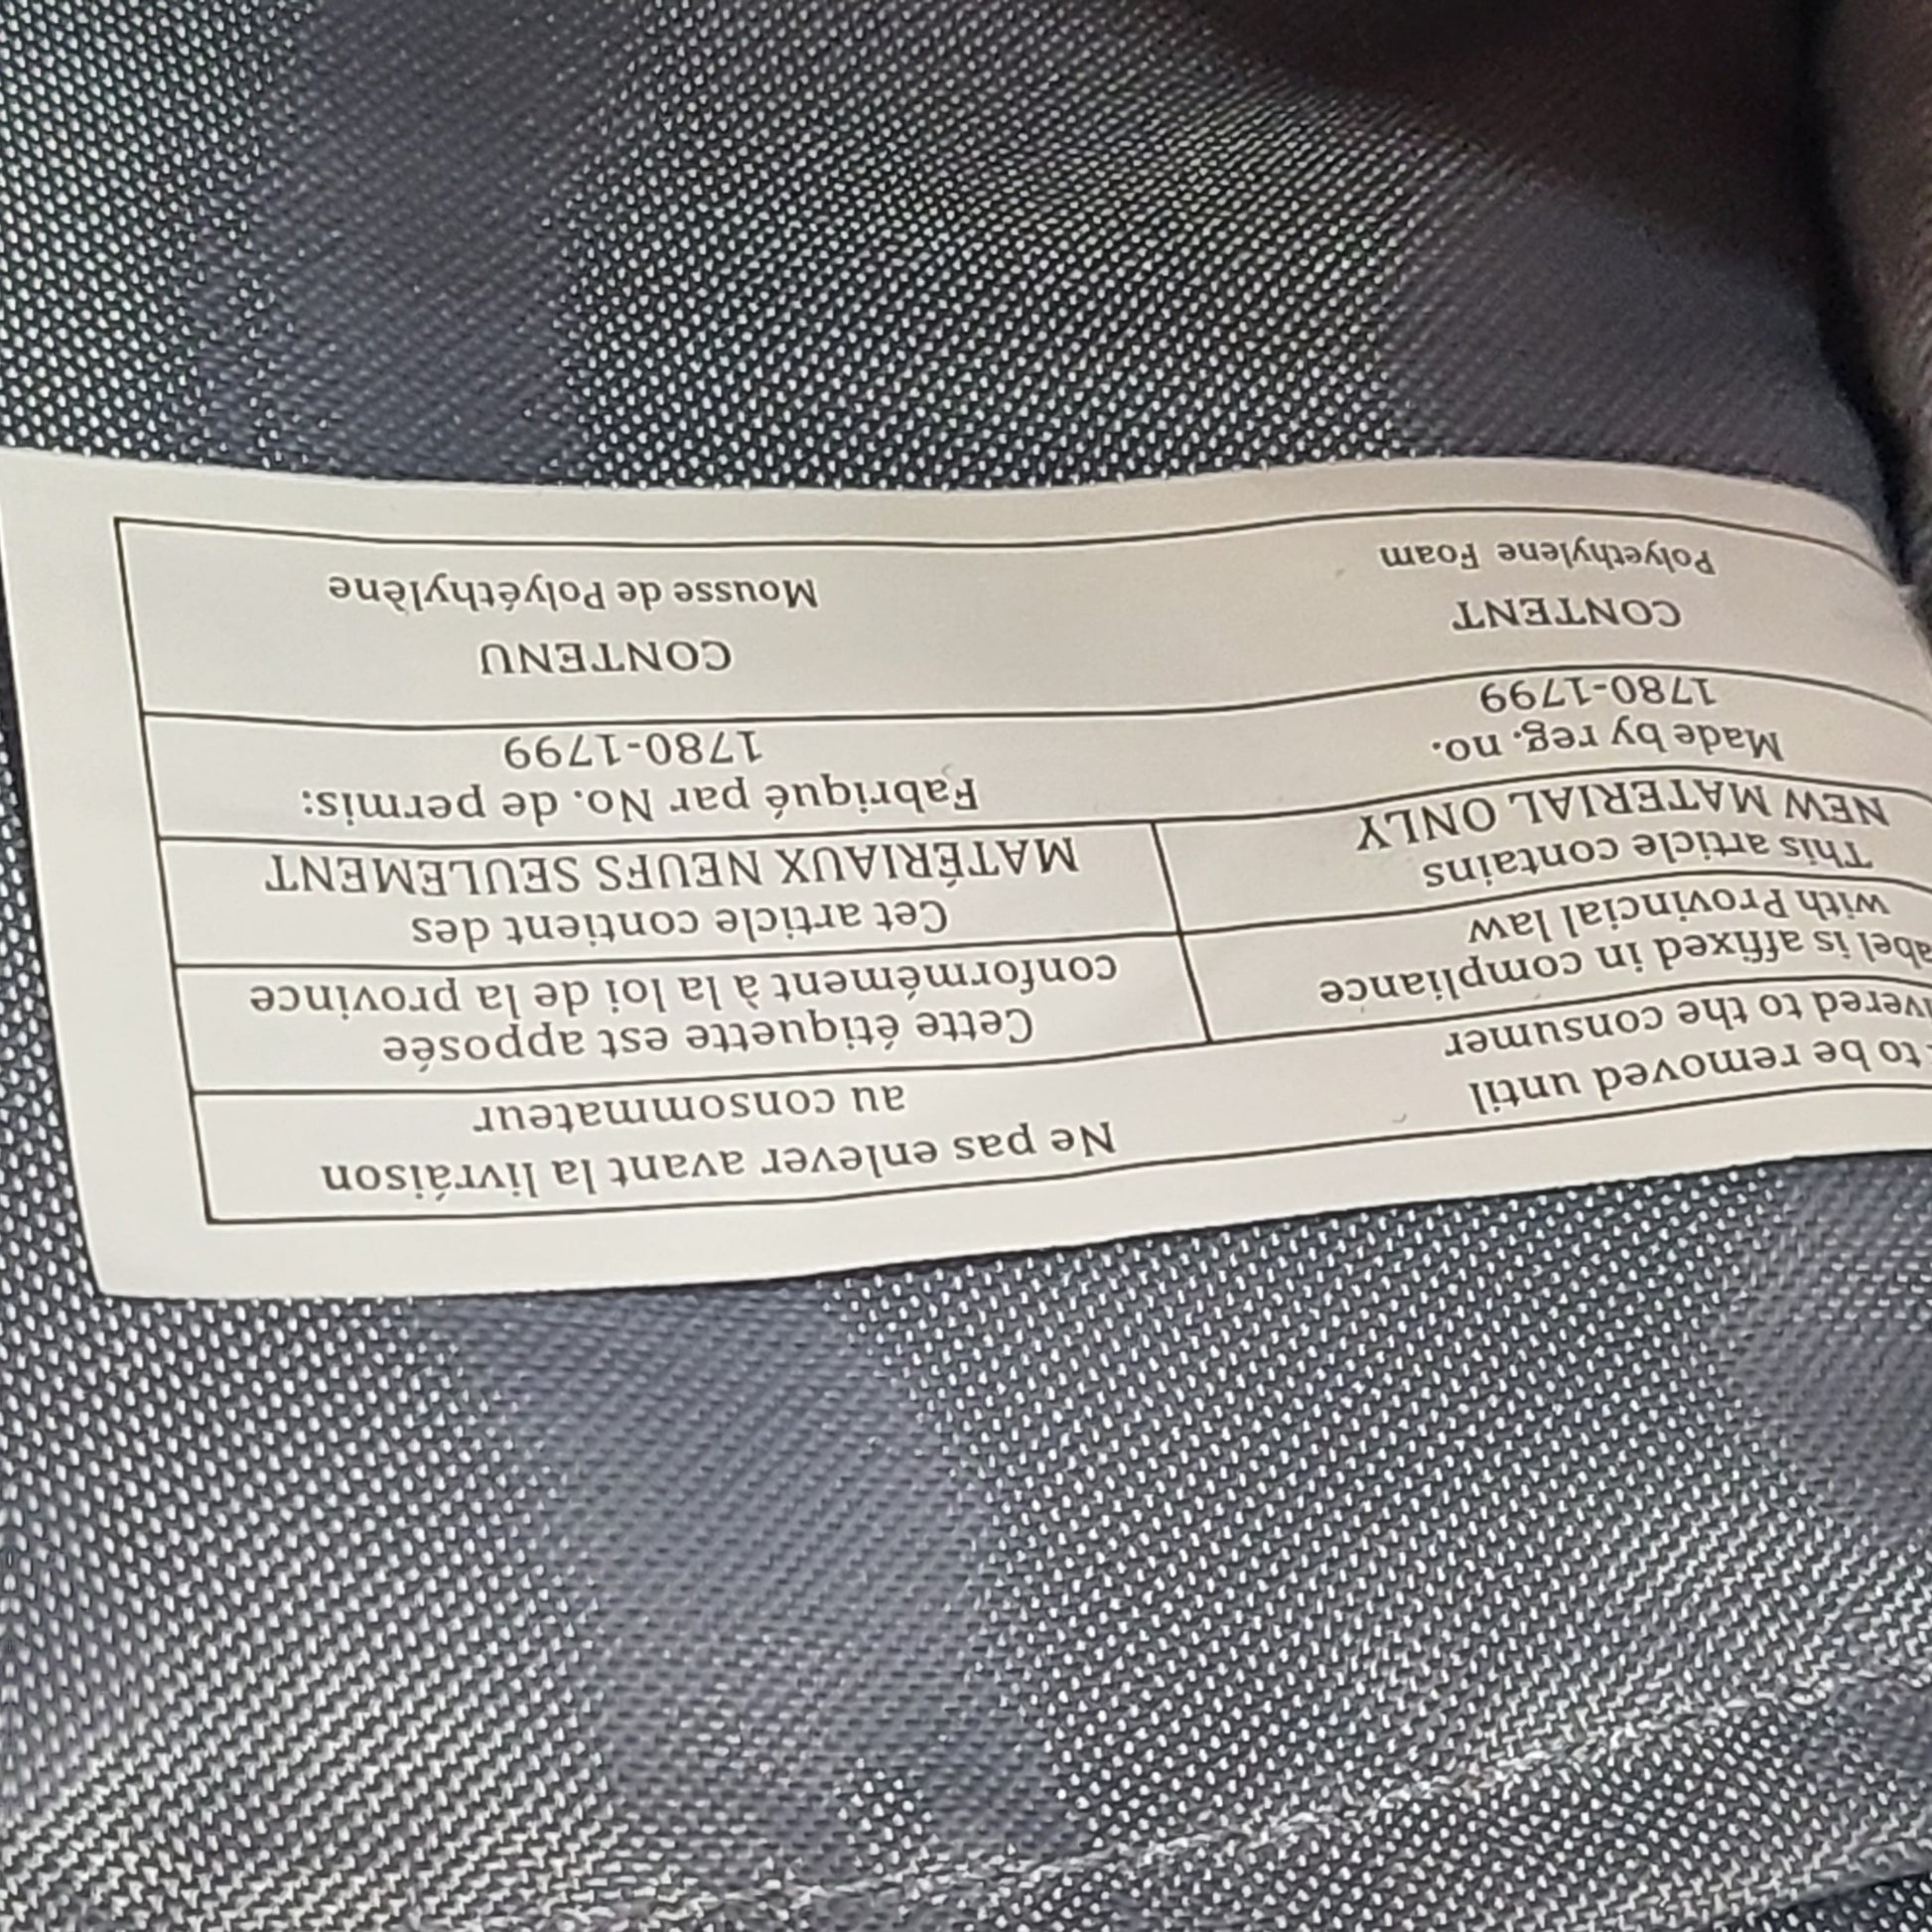 to be removed until
vered to the consumer
Ne pas enlever avant la livráison
au consommateur
abel is affixed in compliance
with Provincial law
Cette étiquette est apposée
conformément à la loi de la province
This article contains
NEW MATERIAL ONLY
Cet article contient des
MATÉRIAUX NEUFS SEULEMENT
Made by reg. no.
1780-1799
Fabriqué par No. de permis:
1780-1799
CONTENT
Polyethylene Foam
CONTENU
Mousse de Polyéthylène